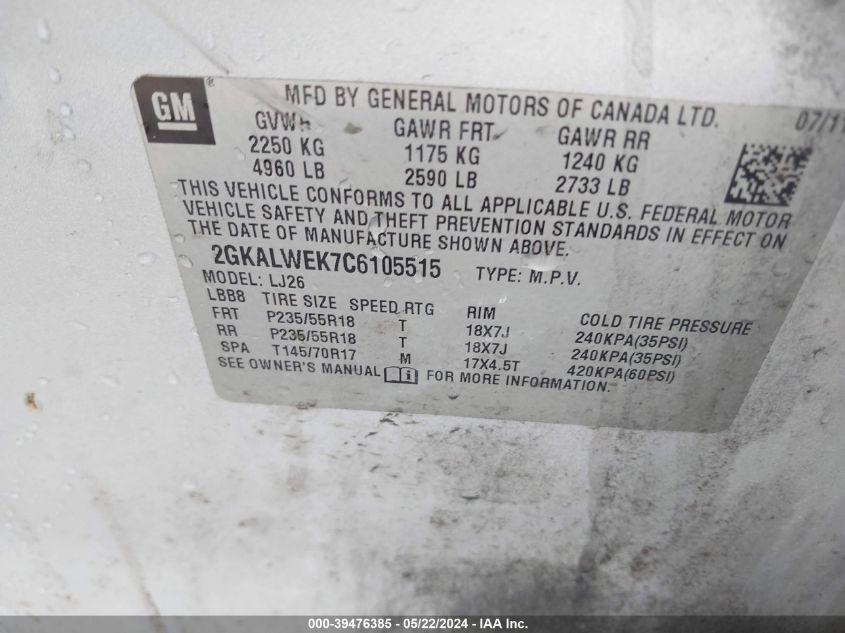 GM ®
MFD BY GENERAL MOTORS OF CANADA LTD. 07/11
GVWR GAWR FRT GAWR RR
2250 KG 1175 KG 1240 KG
4960 LB 2590 LB 2733 LB
THIS VEHICLE CONFORMS TO ALL APPLICABLE U.S. FEDERAL MOTOR
VEHICLE SAFETY AND THEFT PREVENTION STANDARDS IN EFFECT ON
THE DATE OF MANUFACTURE SHOWN ABOVE.
2GKALWEK7C6105515 TYPE: M.P.V.
MODEL: LJ26
LBB8 TIRE SIZE SPEED RTG RIM COLD TIRE PRESSURE
FRT P235/55R18 T 18X7J 240KPA(35PSI)
RR P235/55R18 T 18X7J 240KPA(35PSI)
SPA T145/70R17 M 17X4.5T 420KPA(60PSI)
SEE OWNER'S MANUAL i FOR MORE INFORMATION.
000-39476385 - 05/22/2024 - IAA Inc.